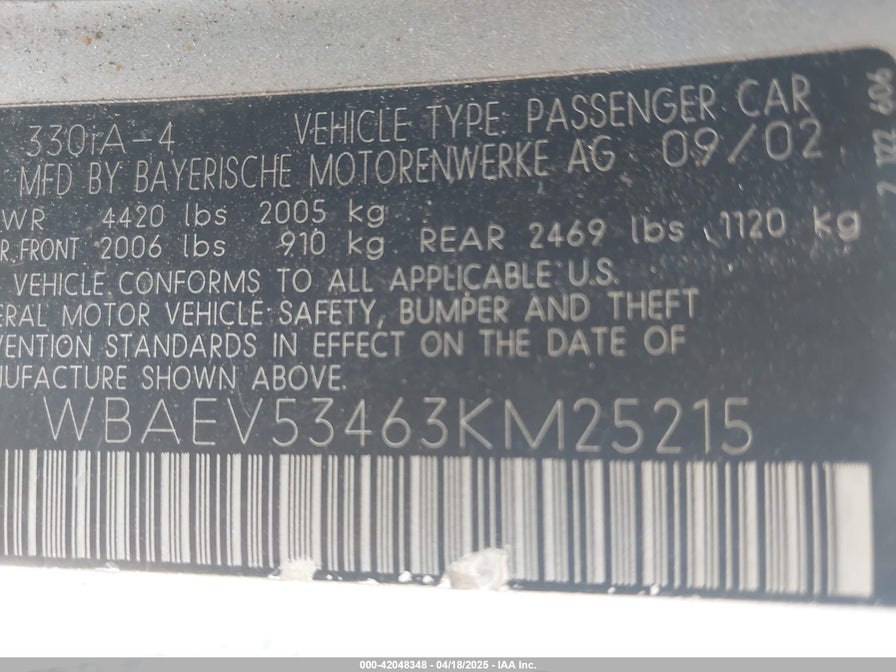 330iA-4 VEHICLE TYPE: PASSENGER CAR
MFD BY BAYERISCHE MOTORENWERKE AG 09/02
WR 4420 lbs 2005 kg
R.FRONT 2006 lbs 910 kg REAR 2469 lbs 1120 kg
VEHICLE CONFORMS TO ALL APPLICABLE U.S.
ERAL MOTOR VEHICLE SAFETY, BUMPER AND THEFT
VENTION STANDARDS IN EFFECT ON THE DATE OF
NUFACTURE SHOWN ABOVE.
WBAEV53463KM25215
000-42048348 - 04/18/2025 - IAA Inc.